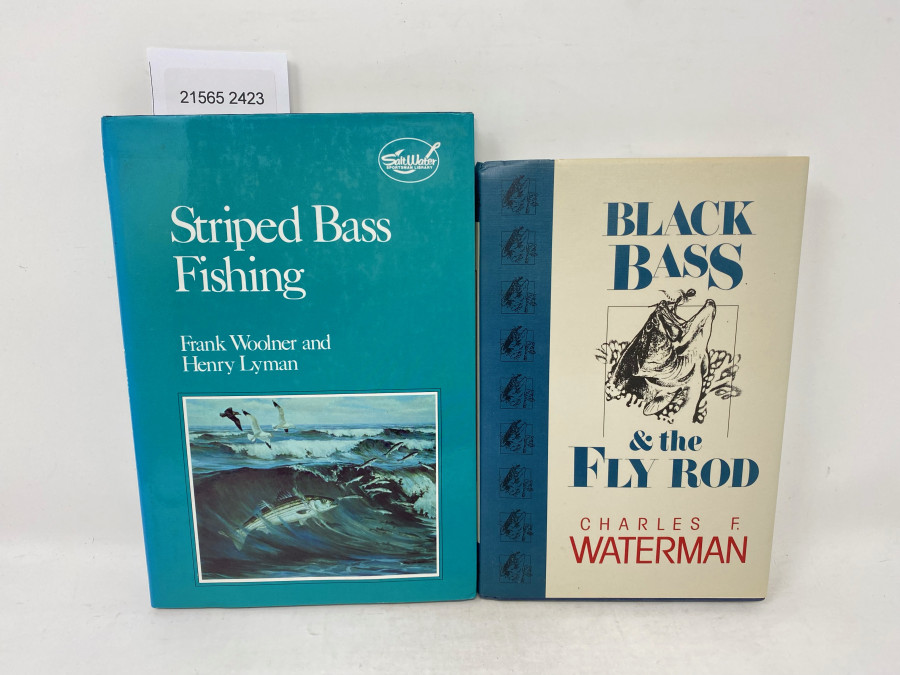 21565 2423
Salt Water
SPORTSMAN LIBRARY
Striped Bass
Fishing
Frank Woolner and
Henry Lyman
BLACK
BASS
& the
FLY ROD
CHARLES F.
WATERMAN